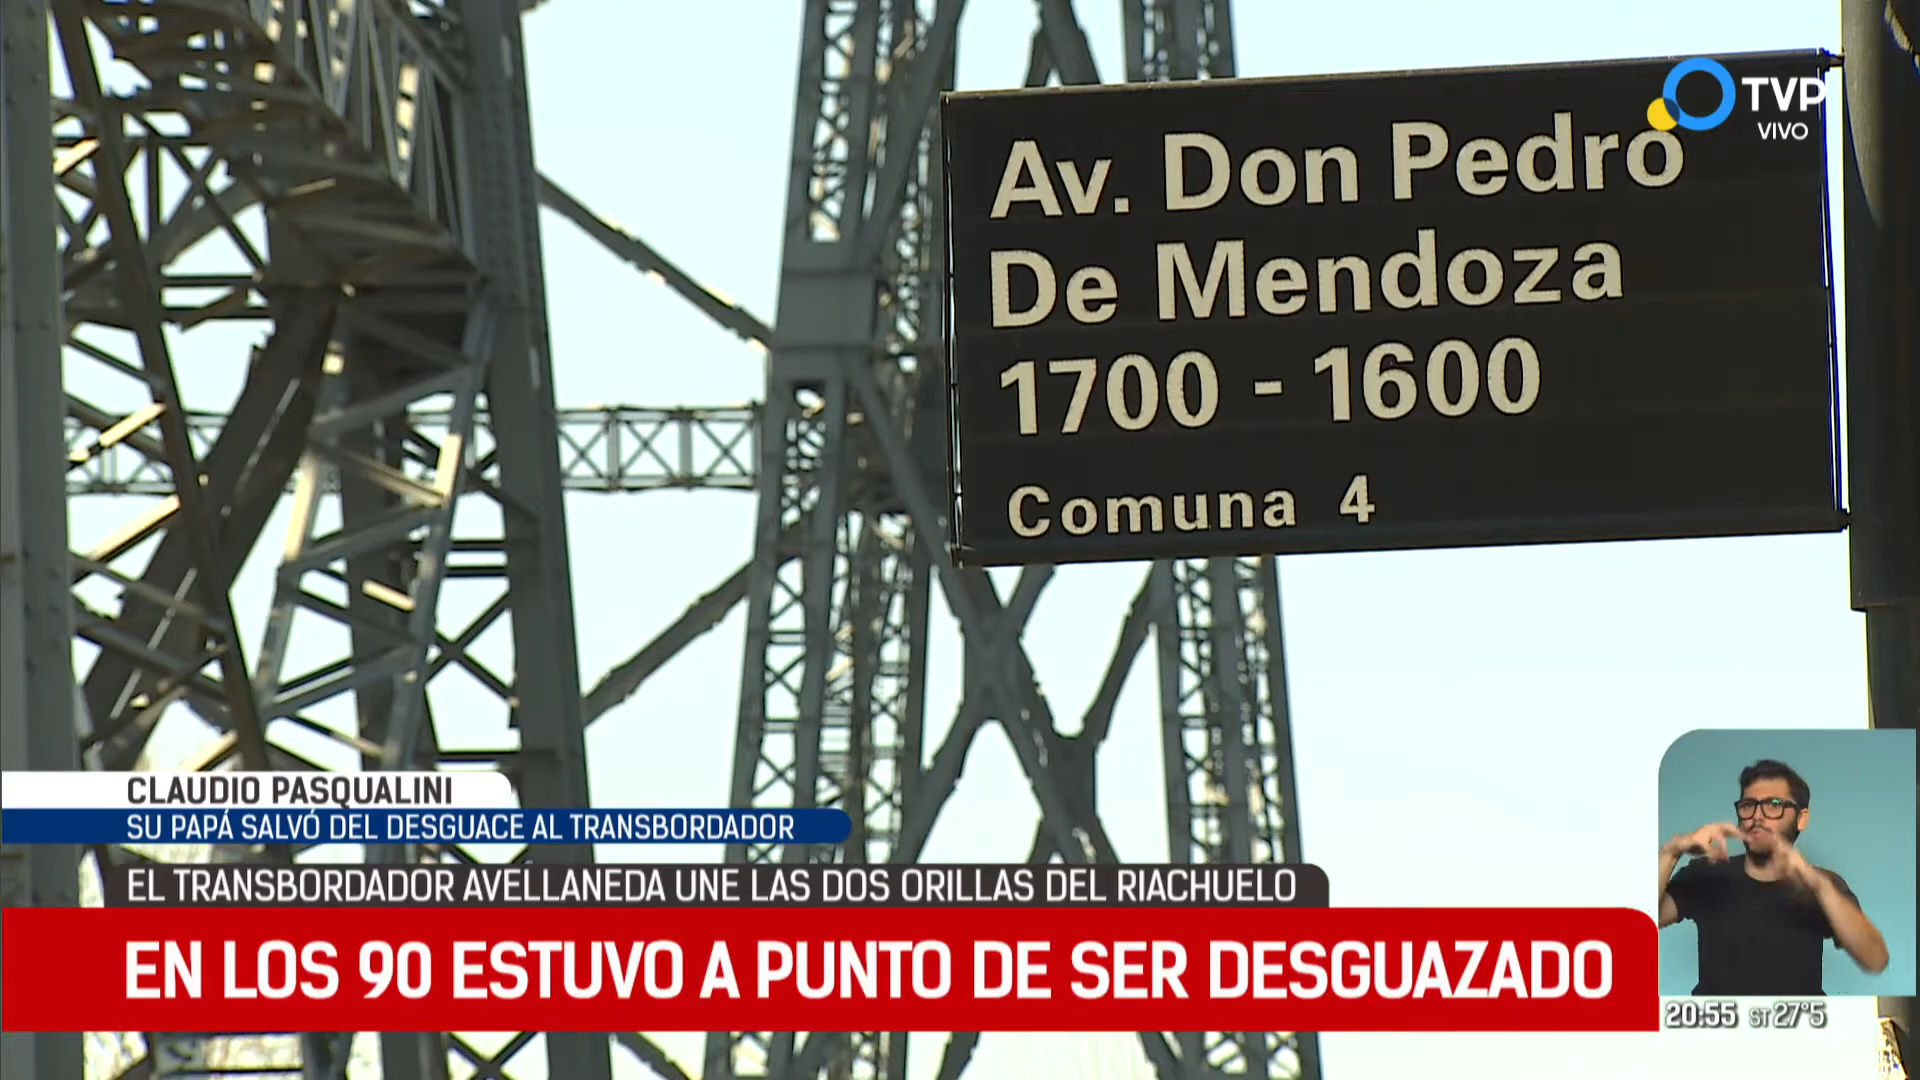 TVP
VIVO
Av. Don Pedro
De Mendoza
1700 - 1600
Comuna 4
CLAUDIO PASQUALINI
SU PAPÁ SALVÓ DEL DESGUACE AL TRANSBORDADOR
EL TRANSBORDADOR AVELLANEDA UNE LAS DOS ORILLAS DEL RIACHUELO
EN LOS 90 ESTUVO A PUNTO DE SER DESGUAZADO
20:55 ST 27°5